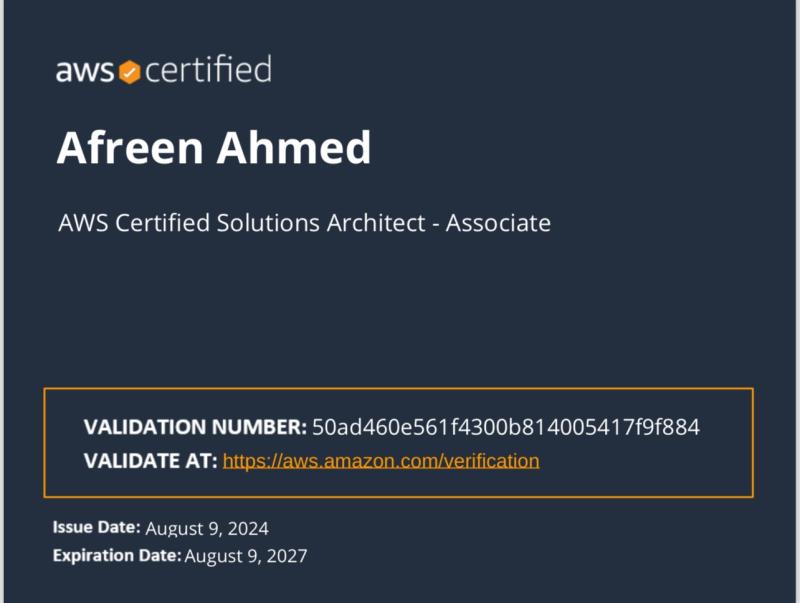 aws certified
Afreen Ahmed
AWS Certified Solutions Architect - Associate
VALIDATION NUMBER: 50ad460e561f4300b814005417f9f884
VALIDATE AT: https://aws.amazon.com/verification
Issue Date: August 9, 2024
Expiration Date: August 9, 2027